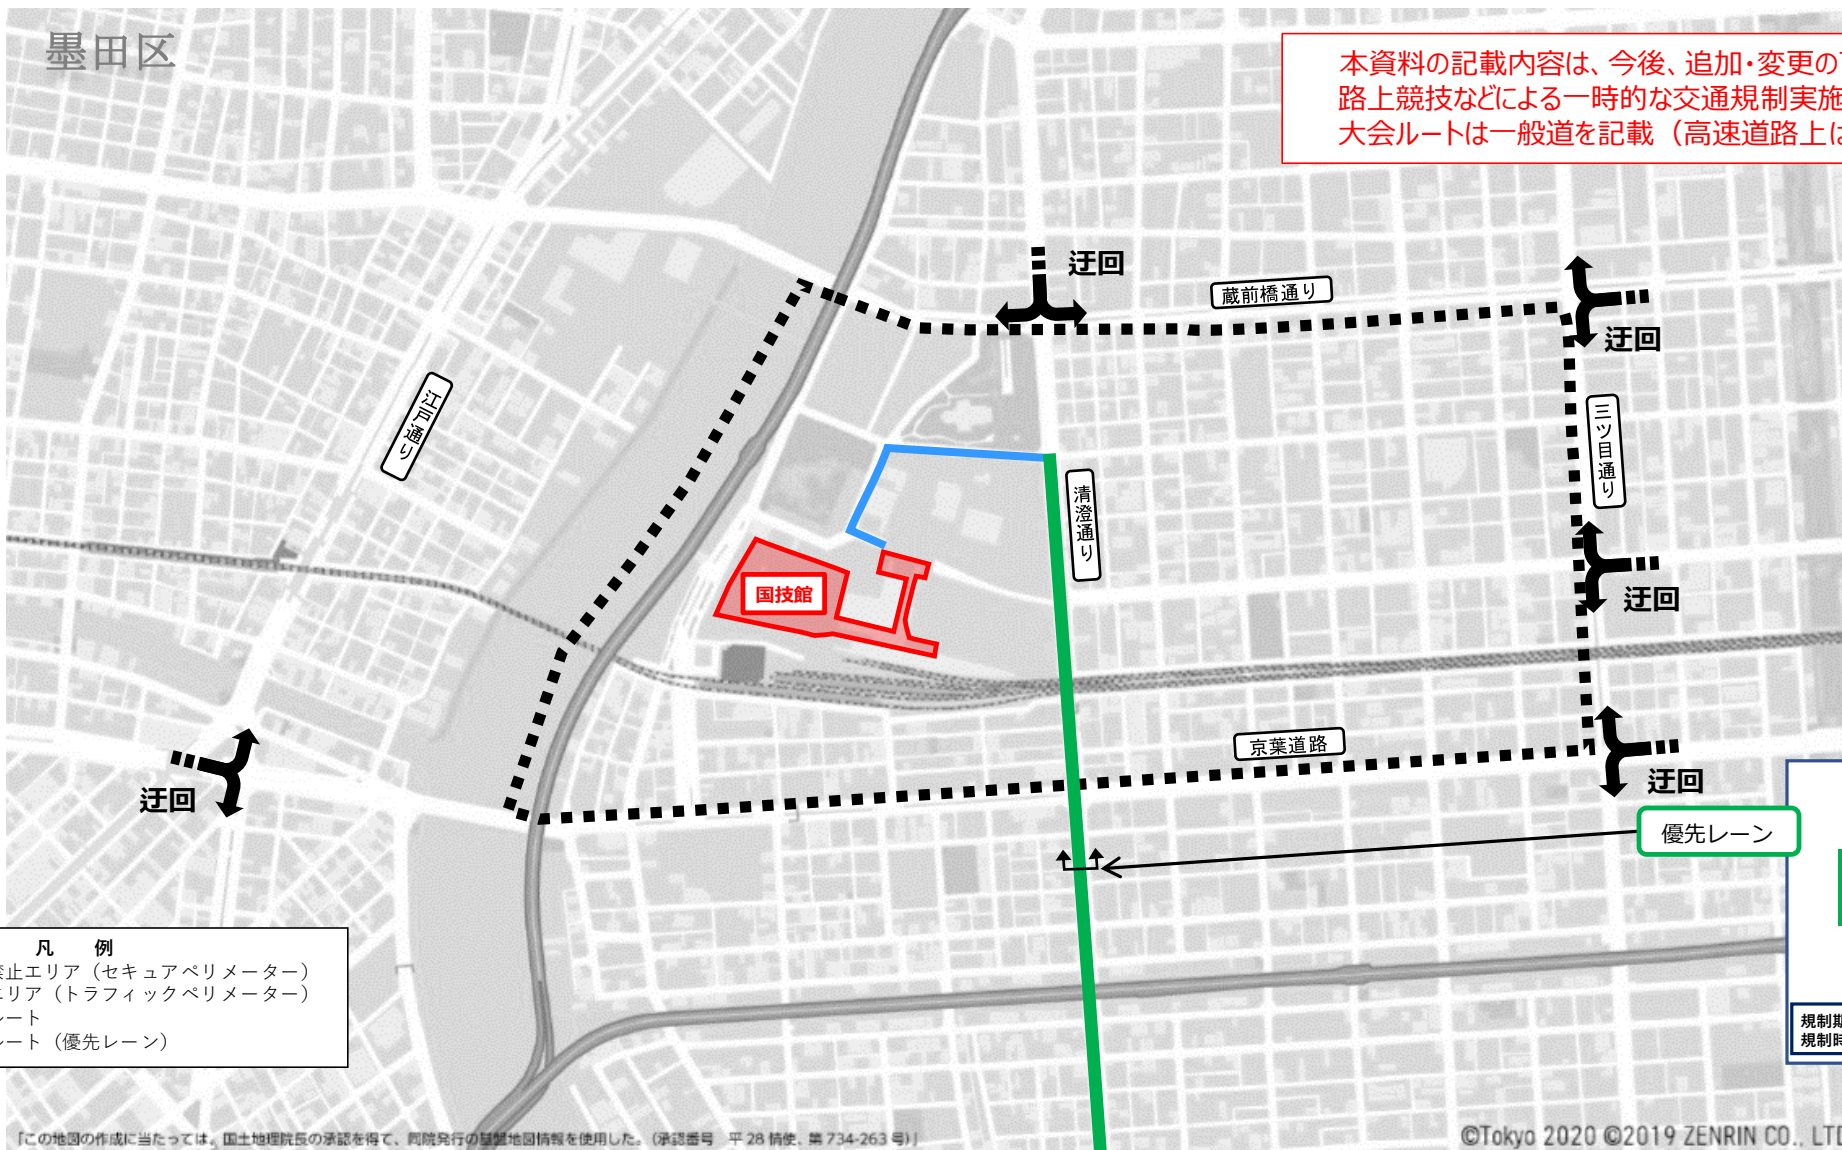 墨田区
本資料の記載内容は、今後、追加・変更の
路上競技などによる一時的な交通規制実施
大会ルートは一般道を記載（高速道路上は
迂回
蔵前橋通り
迂回
江戸通り
三ツ目通り
清澄通り
国技館
迂回
京葉道路
迂回
迂回
優先レーン
凡　例
禁止エリア（セキュアペリメーター）
エリア（トラフィックペリメーター）
ルート
ルート（優先レーン）
規制期
規制時
「この地図の作成に当たっては、国土地理院長の承認を得て、同院発行の基盤地図情報を使用した。（承認番号　平 28 情使、第 734-263 号）」
©Tokyo 2020 ©2019 ZENRIN CO., LTD